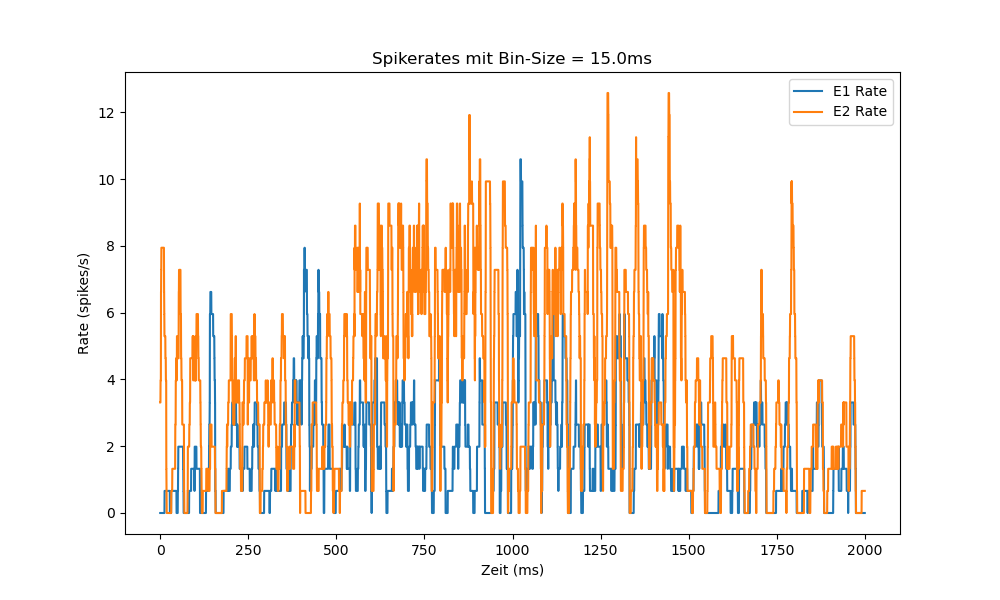 Spikerates mit Bin-Size = 15.0ms
E1 Rate
E2 Rate
Rate (spikes/s)
12
10
8
6
4
2
0
0 250 500 750 1000 1250 1500 1750 2000
Zeit (ms)